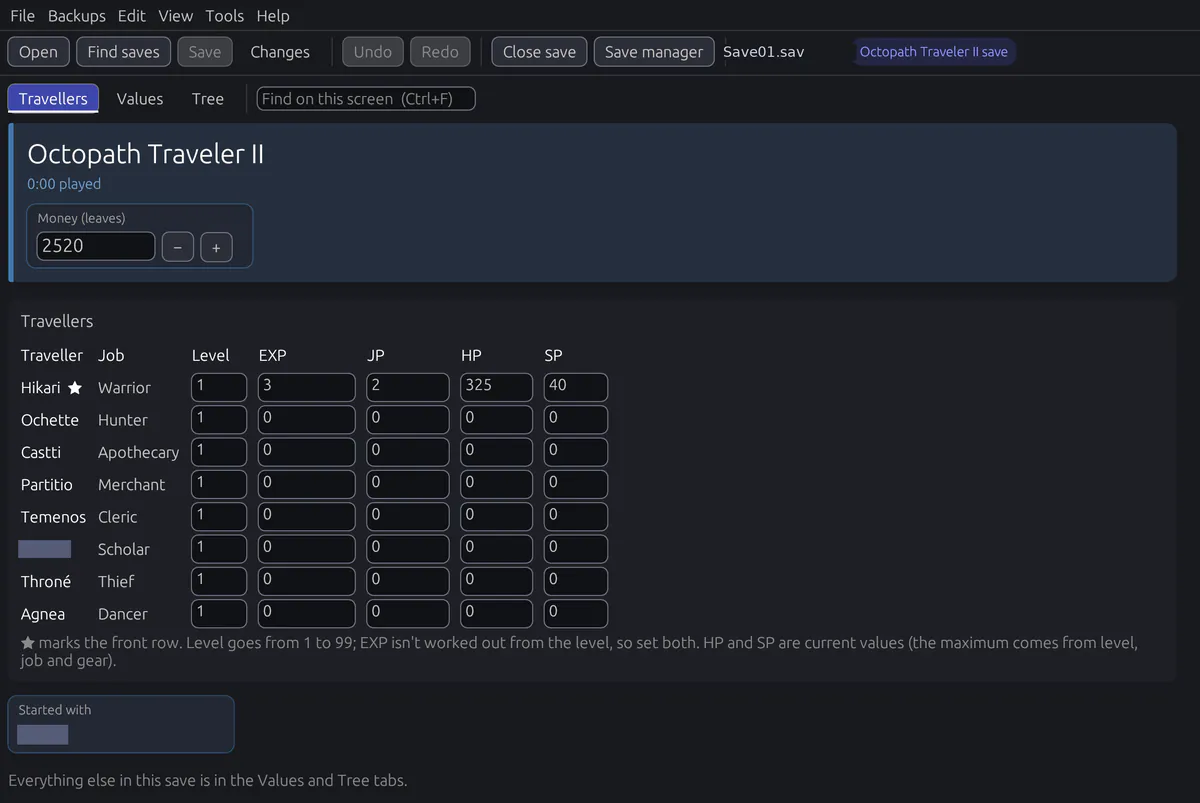 File Backups Edit View Tools Help
Open Find saves Save Changes Undo Redo Close save Save manager Save01.sav Octopath Traveler II save
Travellers Values Tree Find on this screen (Ctrl+F)
Octopath Traveler II
0:00 played
Money (leaves)
2520 − +
Travellers
Traveller Job Level EXP JP HP SP
Hikari ★ Warrior 1 3 2 325 40
Ochette Hunter 1 0 0 0 0
Castti Apothecary 1 0 0 0 0
Partitio Merchant 1 0 0 0 0
Temenos Cleric 1 0 0 0 0
Scholar 1 0 0 0 0
Throné Thief 1 0 0 0 0
Agnea Dancer 1 0 0 0 0
★ marks the front row. Level goes from 1 to 99; EXP isn't worked out from the level, so set both. HP and SP are current values (the maximum comes from level,
job and gear).
Started with
Everything else in this save is in the Values and Tree tabs.